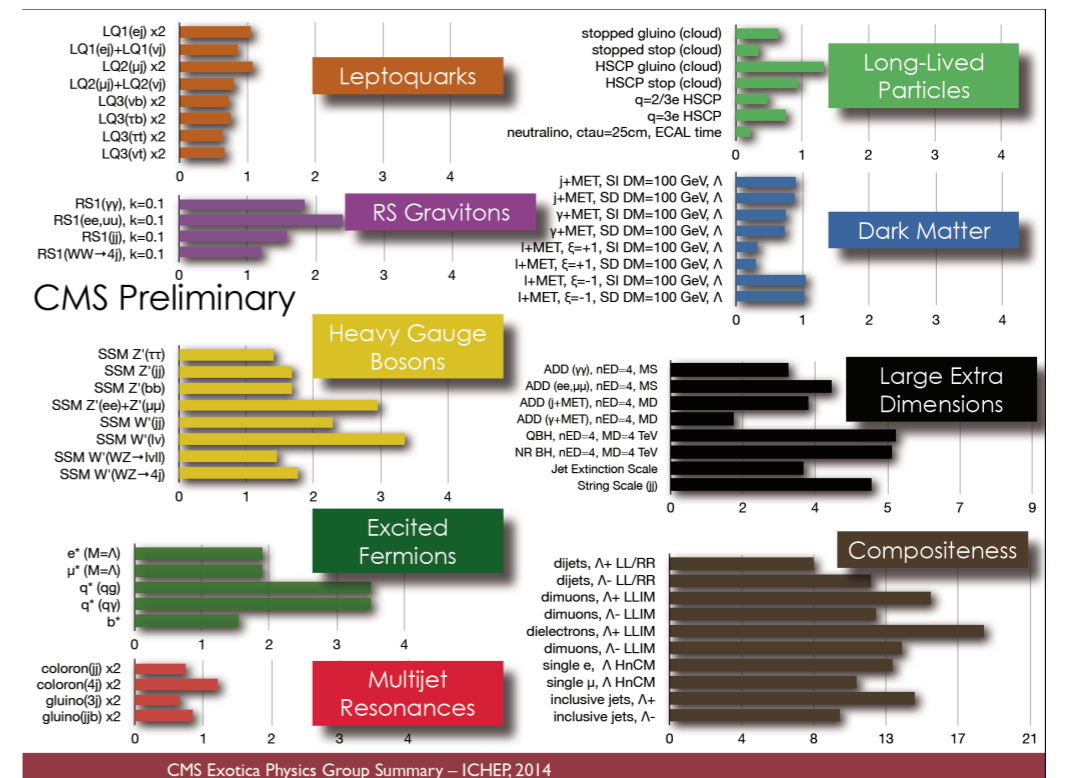 LQ1(ej) x2
LQ1(ej)+LQ1(νj)
LQ2(μj) x2
LQ2(μj)+LQ2(νj)
LQ3(νb) x2
LQ3(τb) x2
LQ3(τt) x2
LQ3(vt) x2
0 1 2 3 4
Leptoquarks
RS1(γγ), k=0.1
RS1(ee,uu), k=0.1
RS1(jj), k=0.1
RS1(WW→4j), k=0.1
0 1 2 3 4
RS Gravitons
CMS Preliminary
SSM Z'(ττ)
SSM Z'(jj)
SSM Z'(bb)
SSM Z'(ee)+Z'(μμ)
SSM W'(jj)
SSM W'(lv)
SSM W'(WZ→lvll)
SSM W'(WZ→4j)
0 1 2 3 4
Heavy Gauge
Bosons
e* (M=Λ)
μ* (M=Λ)
q* (qg)
q* (qγ)
b*
0 1 2 3 4
Excited
Fermions
coloron(jj) x2
coloron(4j) x2
gluino(3j) x2
gluino(jjb) x2
0 1 2 3 4
Multijet
Resonances
stopped gluino (cloud)
stopped stop (cloud)
HSCP gluino (cloud)
HSCP stop (cloud)
q=2/3e HSCP
q=3e HSCP
neutralino, ctau=25cm, ECAL time
0 1 2 3 4
Long-Lived
Particles
j+MET, SI DM=100 GeV, Λ
j+MET, SD DM=100 GeV, Λ
γ+MET, SI DM=100 GeV, Λ
γ+MET, SD DM=100 GeV, Λ
l+MET, ξ=+1, SI DM=100 GeV, Λ
l+MET, ξ=+1, SD DM=100 GeV, Λ
l+MET, ξ=-1, SI DM=100 GeV, Λ
l+MET, ξ=-1, SD DM=100 GeV, Λ
0 1 2 3 4
Dark Matter
ADD (γγ), nED=4, MS
ADD (ee,μμ), nED=4, MS
ADD (j+MET), nED=4, MD
ADD (γ+MET), nED=4, MD
QBH, nED=4, MD=4 TeV
NR BH, nED=4, MD=4 TeV
Jet Extinction Scale
String Scale (jj)
0 2 4 5 7 9
Large Extra
Dimensions
dijets, Λ+ LL/RR
dijets, Λ- LL/RR
dimuons, Λ+ LLIM
dimuons, Λ- LLIM
dielectrons, Λ+ LLIM
dimuons, Λ- LLIM
single e, Λ HnCM
single μ, Λ HnCM
inclusive jets, Λ+
inclusive jets, Λ-
0 4 8 13 17 21
Compositeness
CMS Exotica Physics Group Summary – ICHEP, 2014